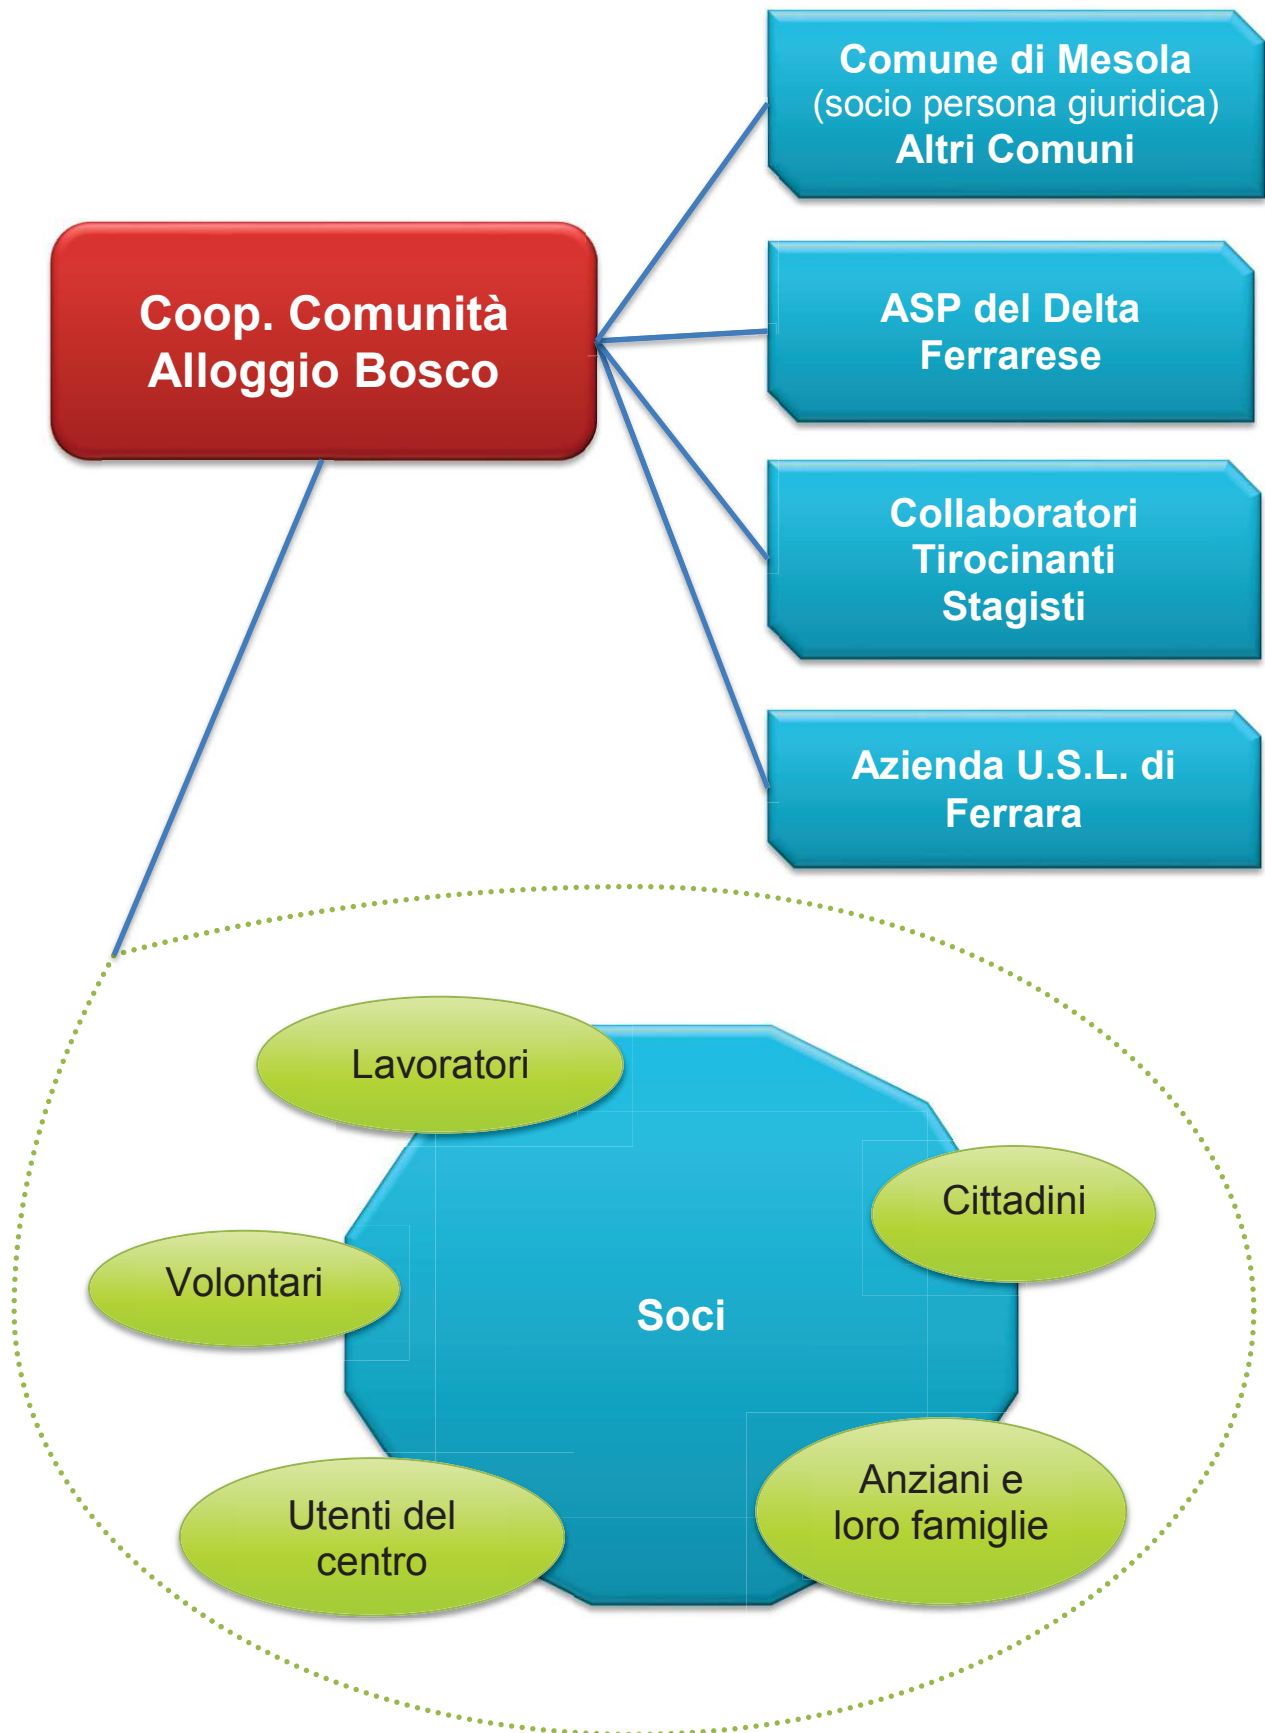 Comune di Mesola
(socio persona giuridica)
Altri Comuni
Coop. Comunità
Alloggio Bosco
ASP del Delta
Ferrarese
Collaboratori
Tirocinanti
Stagisti
Azienda U.S.L. di
Ferrara
Lavoratori
Cittadini
Volontari
Soci
Utenti del
centro
Anziani e
loro famiglie